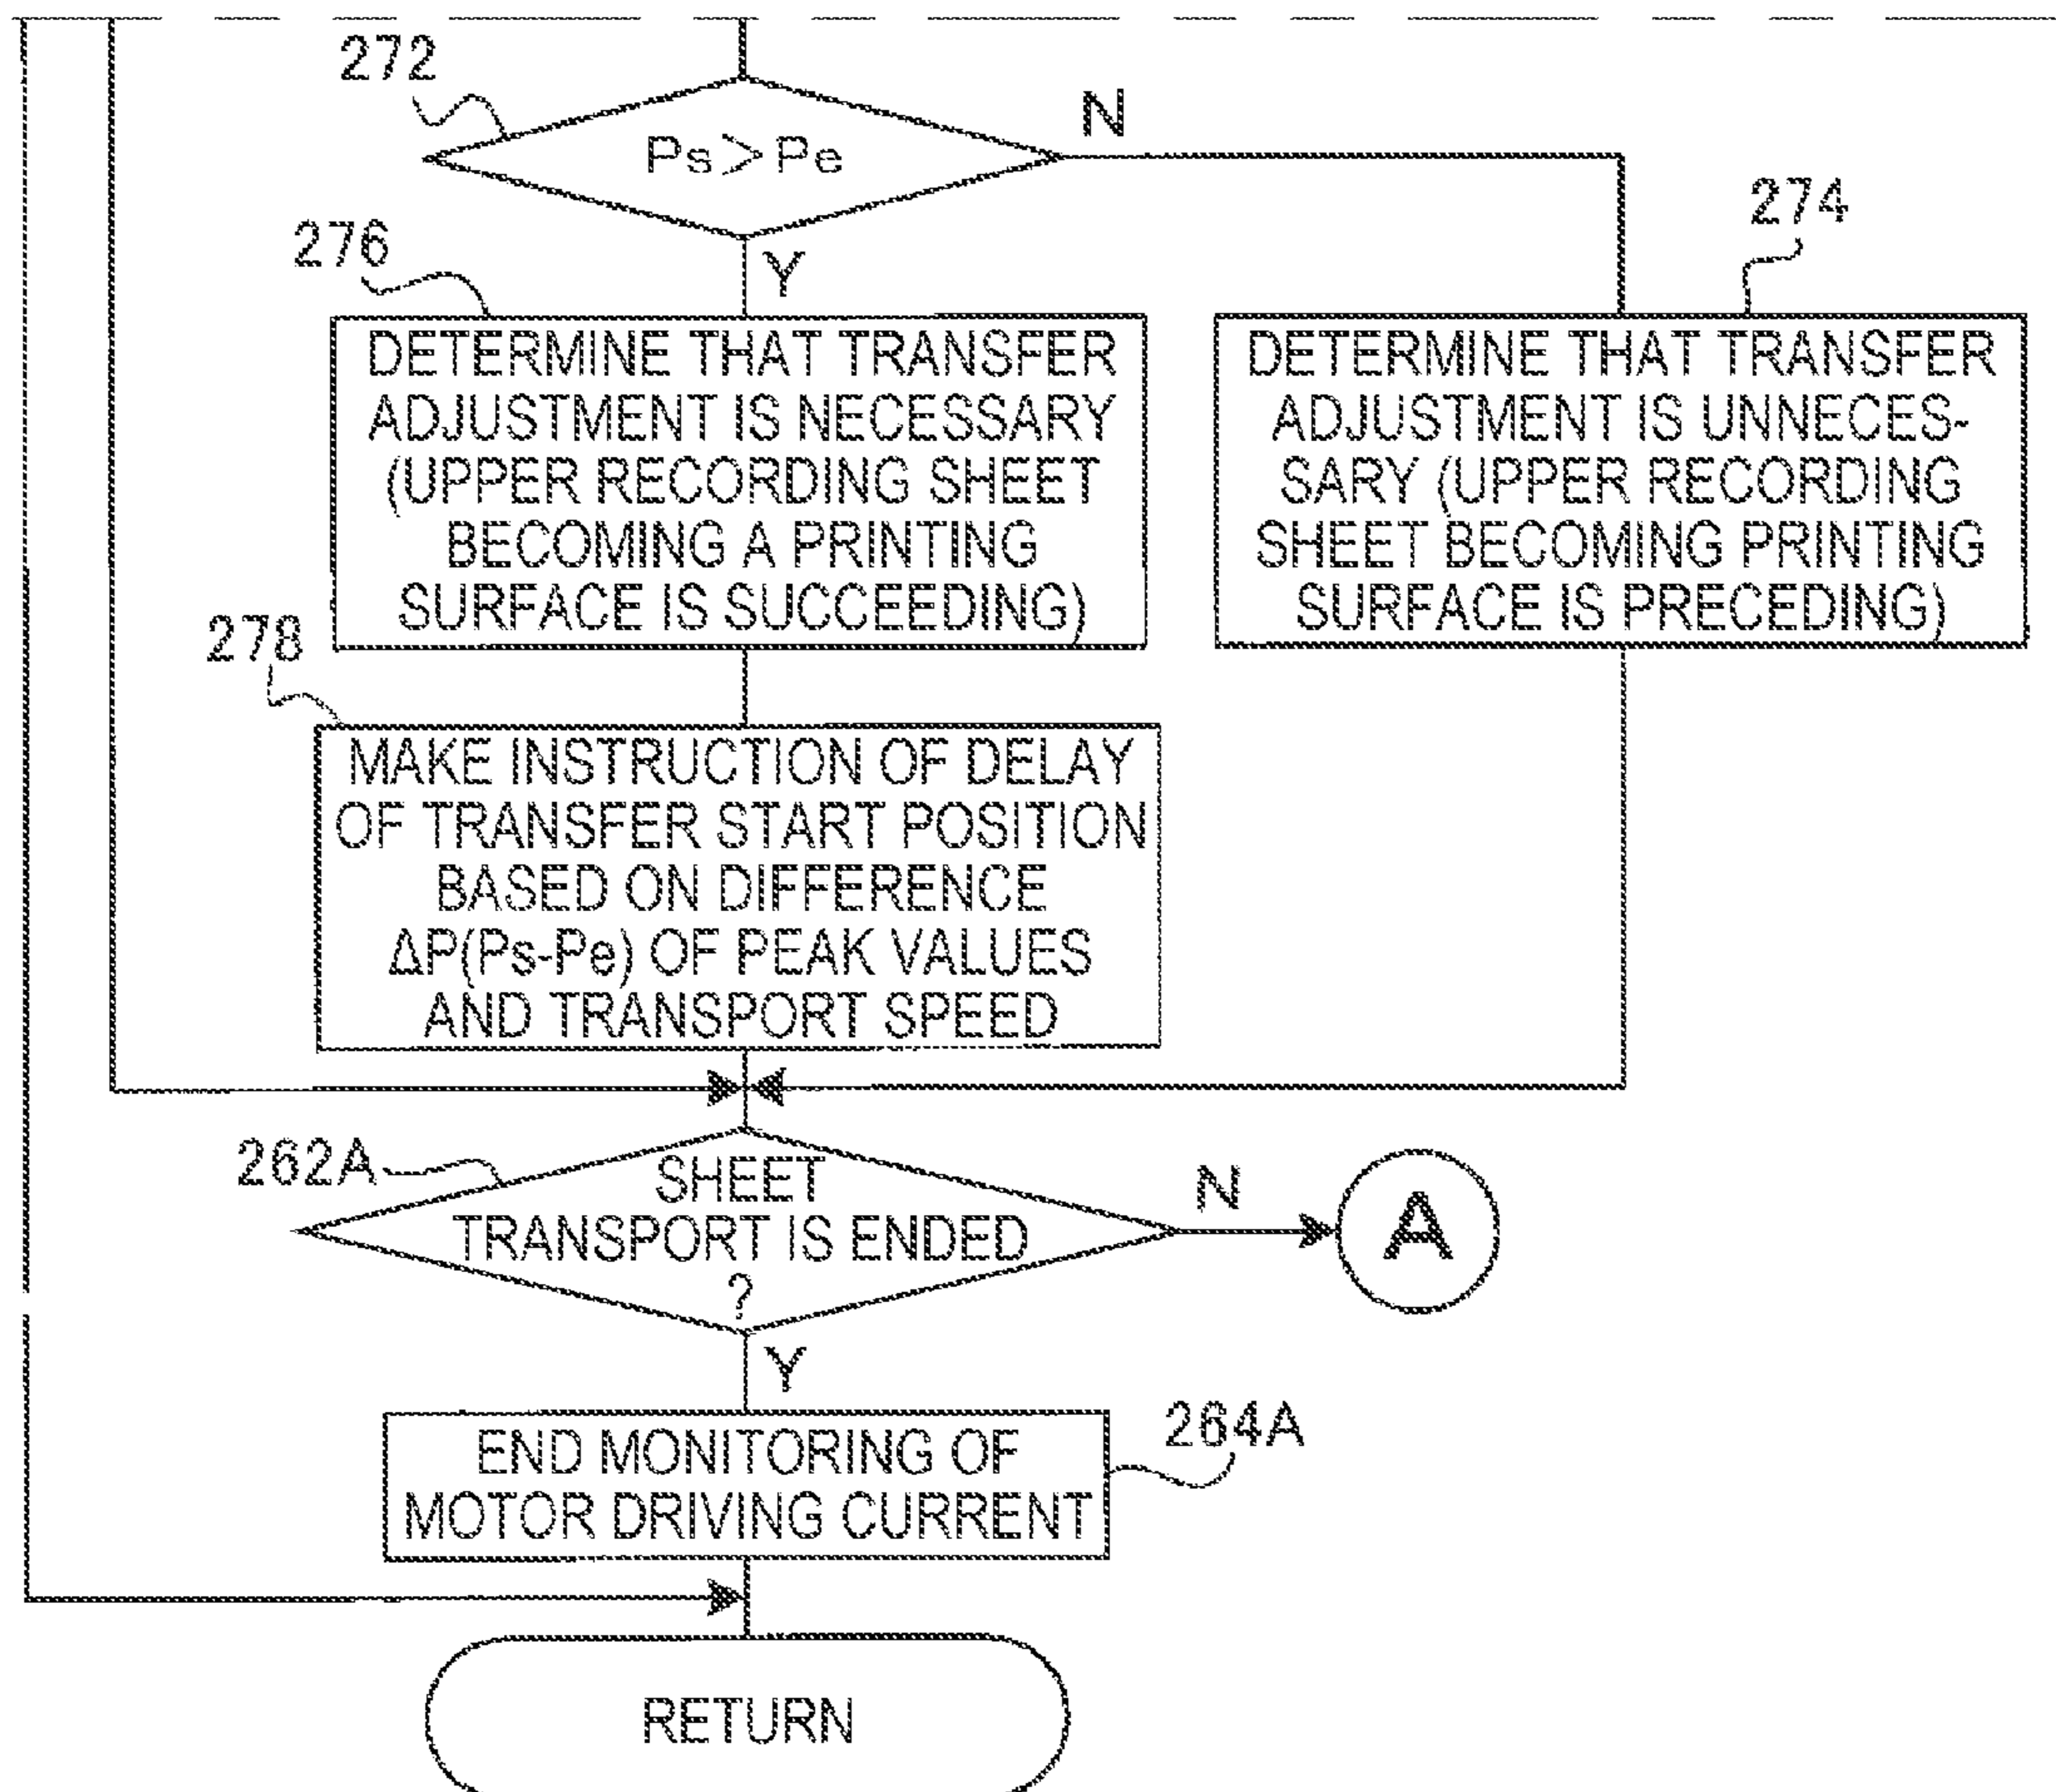 272
Ps>Pe
N
274
276
Y
DETERMINE THAT TRANSFER
ADJUSTMENT IS NECESSARY
(UPPER RECORDING SHEET
BECOMING A PRINTING
SURFACE IS SUCCEEDING)
DETERMINE THAT TRANSFER
ADJUSTMENT IS UNNECES-
SARY (UPPER RECORDING
SHEET BECOMING PRINTING
SURFACE IS PRECEDING)
278
MAKE INSTRUCTION OF DELAY
OF TRANSFER START POSITION
BASED ON DIFFERENCE
ΔP(Ps-Pe) OF PEAK VALUES
AND TRANSPORT SPEED
262A
SHEET
TRANSPORT IS ENDED
?
N
A
Y
END MONITORING OF
MOTOR DRIVING CURRENT
264A
RETURN